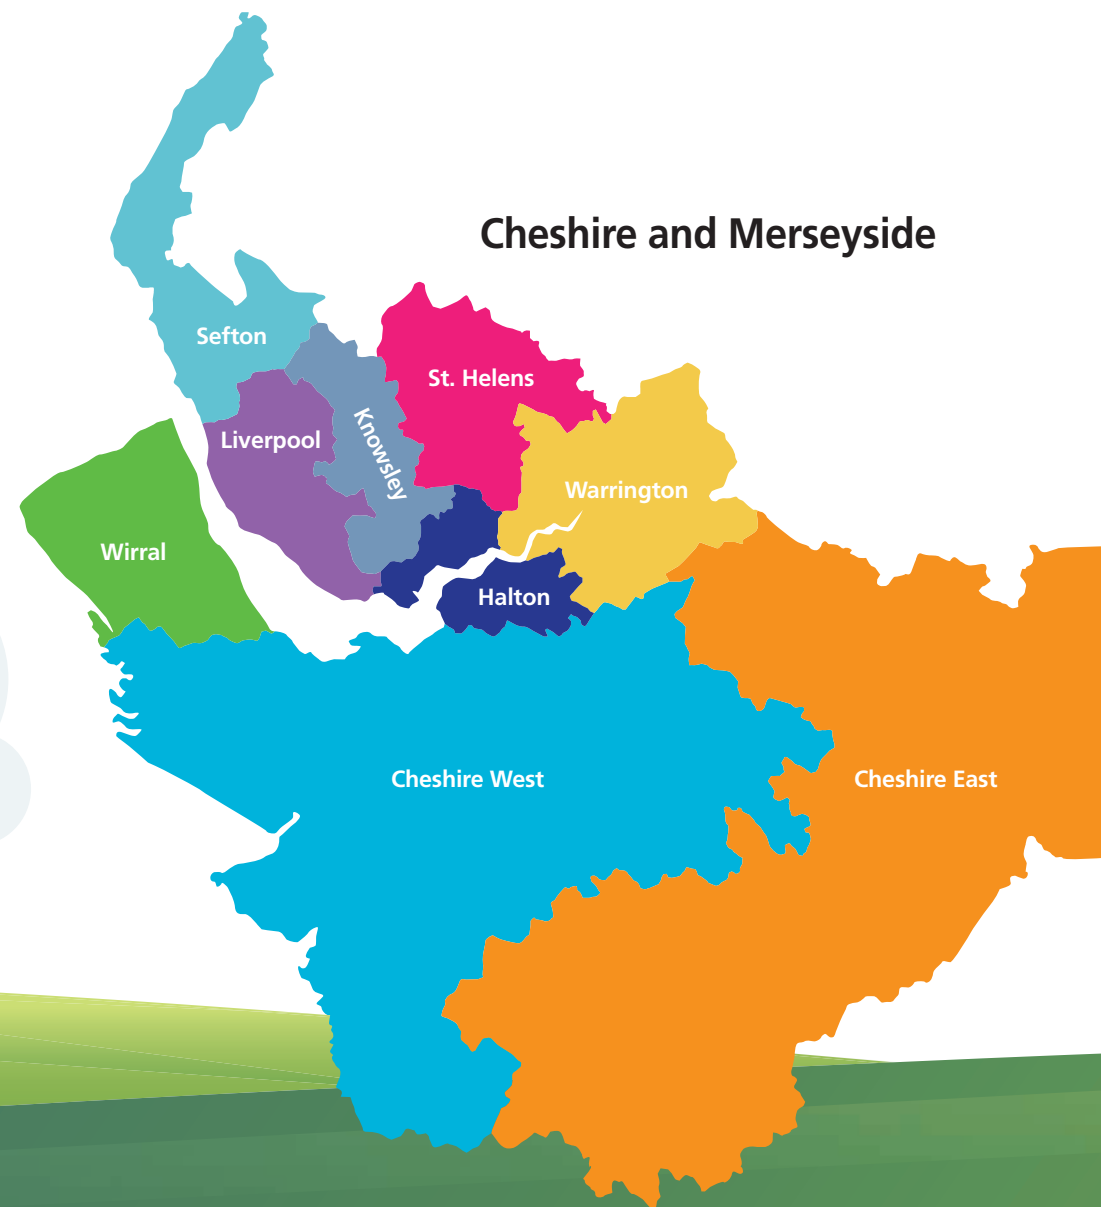 Cheshire and Merseyside
Sefton
St. Helens
Liverpool
Knowsley
Warrington
Wirral
Halton
Cheshire West
Cheshire East